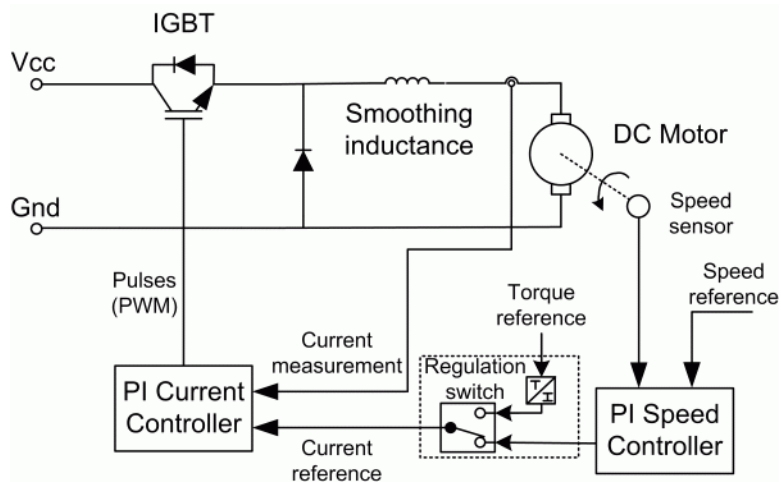 IGBT
Vcc
Smoothing
inductance
DC Motor
Gnd
Speed
sensor
Pulses
(PWM)
Speed
reference
Torque
reference
Current
measurement
Regulation
switch
T
I
PI Current
Controller
PI Speed
Controller
Current
reference